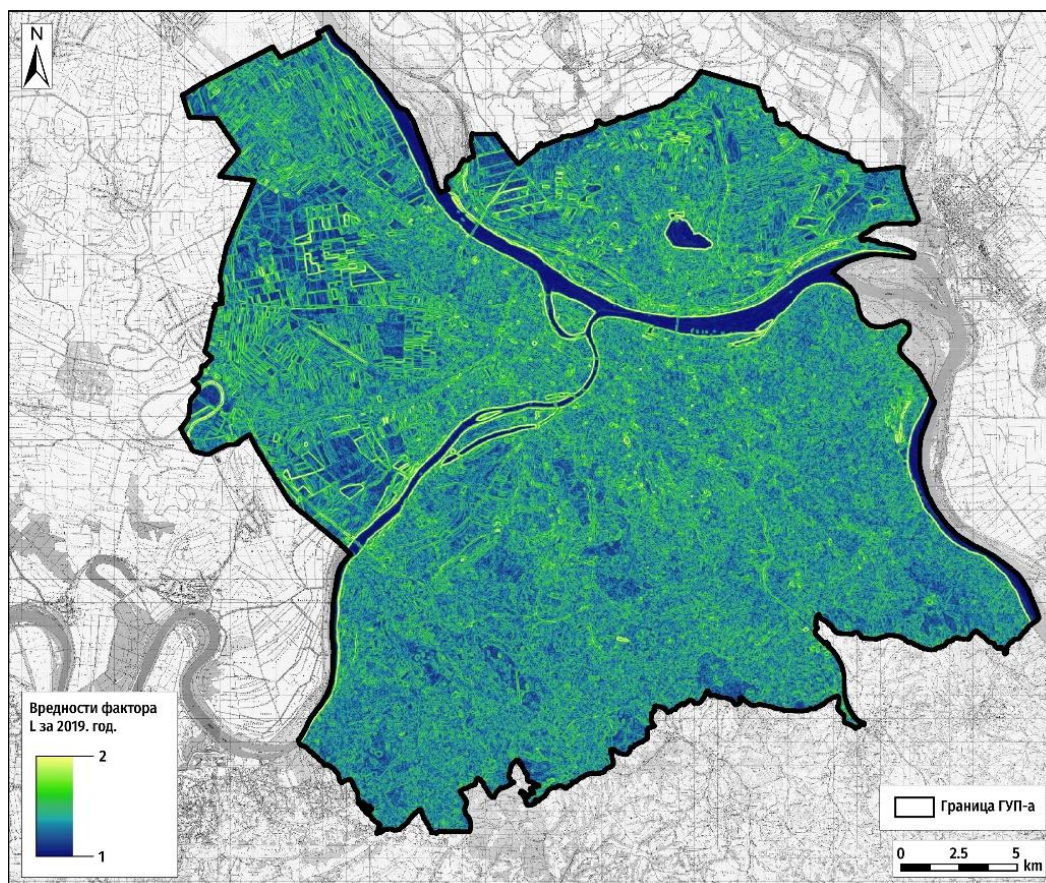 N
Вредности фактора
L за 2019. год.
2
1
Граница ГУП-а
0 2.5 5
km